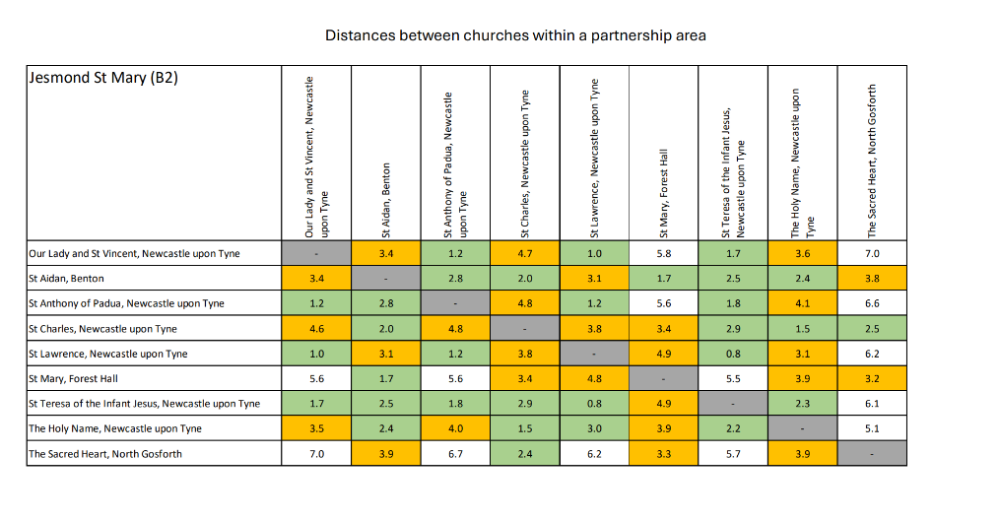 Distances between churches within a partnership area
Jesmond St Mary (B2)
Our Lady and St Vincent, Newcastle
upon Tyne
St Aidan, Benton
St Anthony of Padua, Newcastle
upon Tyne
St Charles, Newcastle upon Tyne
St Lawrence, Newcastle upon Tyne
St Mary, Forest Hall
St Teresa of the Infant Jesus,
Newcastle upon Tyne
The Holy Name, Newcastle upon
Tyne
The Sacred Heart, North Gosforth
Our Lady and St Vincent, Newcastle upon Tyne - 3.4 1.2 4.7 1.0 5.8 1.7 3.6 7.0
St Aidan, Benton 3.4 - 2.8 2.0 3.1 1.7 2.5 2.4 3.8
St Anthony of Padua, Newcastle upon Tyne 1.2 2.8 - 4.8 1.2 5.6 1.8 4.1 6.6
St Charles, Newcastle upon Tyne 4.6 2.0 4.8 - 3.8 3.4 2.9 1.5 2.5
St Lawrence, Newcastle upon Tyne 1.0 3.1 1.2 3.8 - 4.9 0.8 3.1 6.2
St Mary, Forest Hall 5.6 1.7 5.6 3.4 4.8 - 5.5 3.9 3.2
St Teresa of the Infant Jesus, Newcastle upon Tyne 1.7 2.5 1.8 2.9 0.8 4.9 - 2.3 6.1
The Holy Name, Newcastle upon Tyne 3.5 2.4 4.0 1.5 3.0 3.9 2.2 - 5.1
The Sacred Heart, North Gosforth 7.0 3.9 6.7 2.4 6.2 3.3 5.7 3.9 -